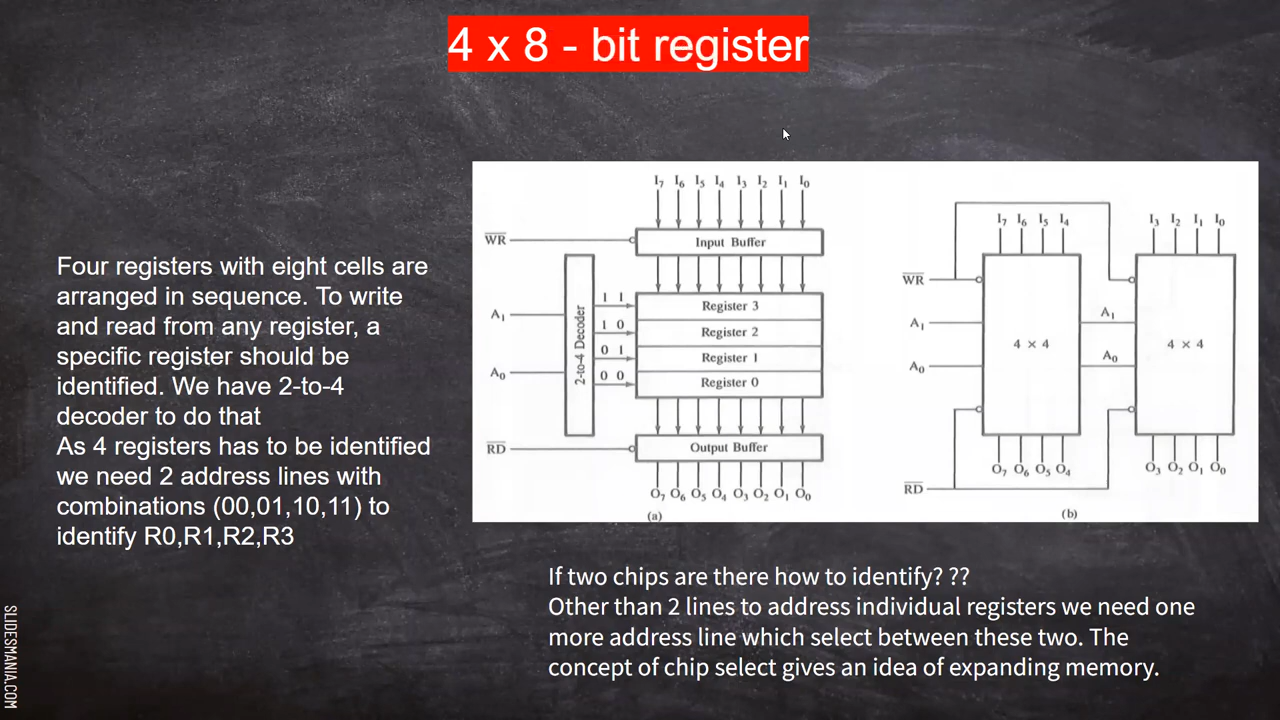 4 x 8 - bit register
Four registers with eight cells are
arranged in sequence. To write
and read from any register, a
specific register should be
identified. We have 2-to-4
decoder to do that
As 4 registers has to be identified
we need 2 address lines with
combinations (00,01,10,11) to
identify R0,R1,R2,R3
I₇ I₆ I₅ I₄ I₃ I₂ I₁ I₀
W̅R̅
Input Buffer
A₁
A₀
2-to-4 Decoder
1 1
1 0
0 1
0 0
Register 3
Register 2
Register 1
Register 0
R̅D̅
Output Buffer
O₇ O₆ O₅ O₄ O₃ O₂ O₁ O₀
(a)
I₇ I₆ I₅ I₄
I₃ I₂ I₁ I₀
W̅R̅
A₁
A₀
4 × 4
A₁
A₀
4 × 4
O₇ O₆ O₅ O₄
O₃ O₂ O₁ O₀
R̅D̅
(b)
If two chips are there how to identify? ??
Other than 2 lines to address individual registers we need one
more address line which select between these two. The
concept of chip select gives an idea of expanding memory.
SLIDESMANIA.COM